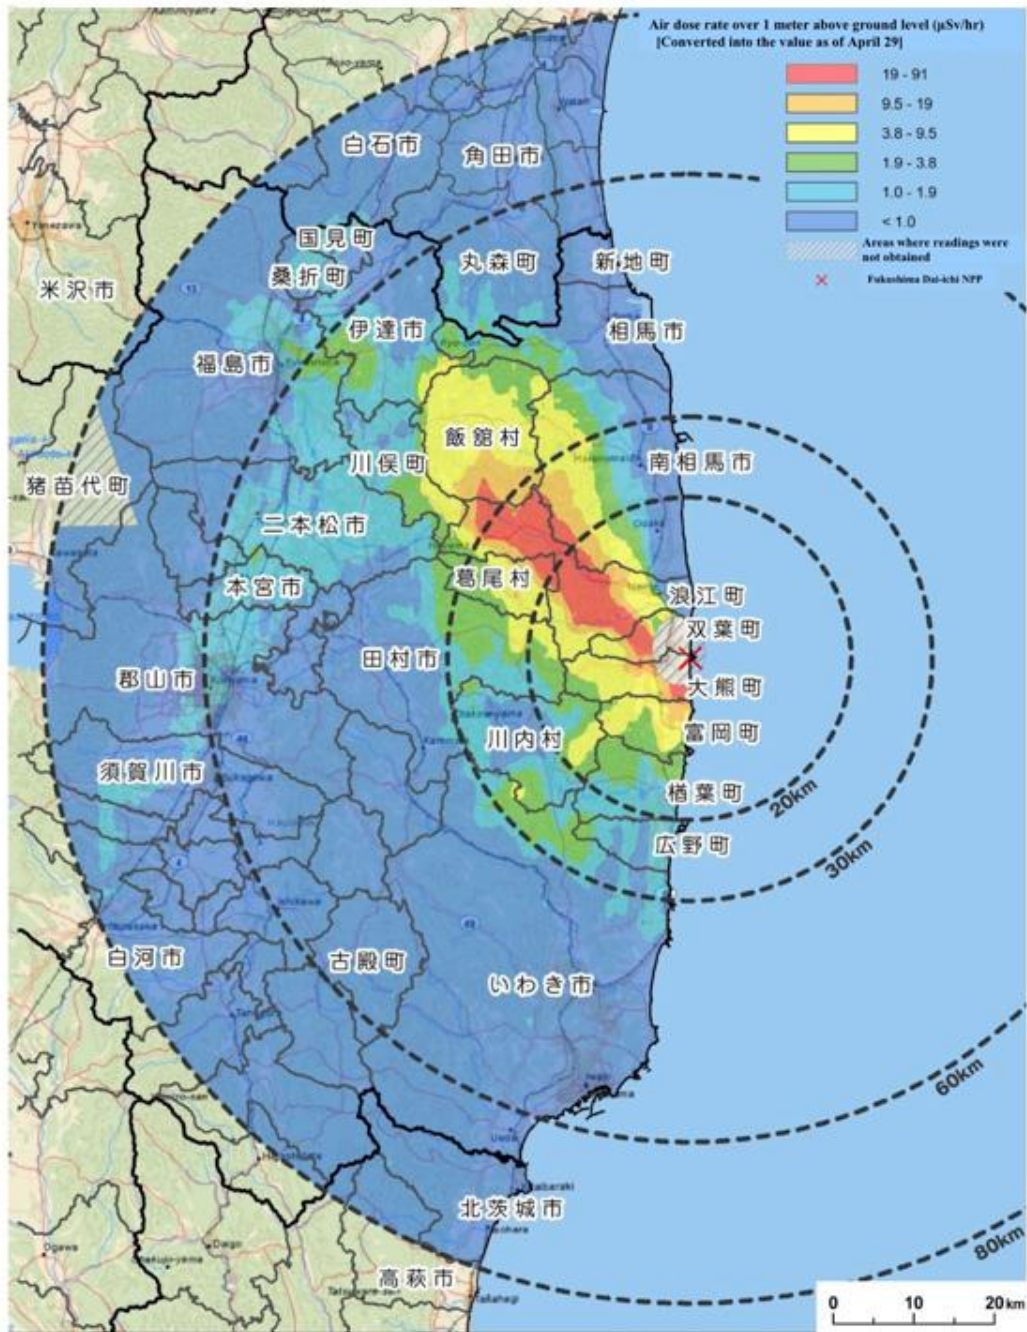 Air dose rate over 1 meter above ground level (μSv/hr)
[Converted into the value as of April 29]
19 - 91
9.5 - 19
3.8 - 9.5
1.9 - 3.8
1.0 - 1.9
< 1.0
Areas where readings were
not obtained
Fukushima Dai-ichi NPP
白石市
角田市
国見町
丸森町
新地町
桑折町
米沢市
伊達市
相馬市
福島市
飯舘村
川俣町
南相馬市
猪苗代町
二本松市
本宮市
葛尾村
浪江町
双葉町
田村市
郡山市
大熊町
川内村
富岡町
須賀川市
楢葉町
20km
広野町
30km
白河市
古殿町
いわき市
60km
Ueda
北茨城市
80km
Ogawa
Daigo
高萩市
0 10 20km